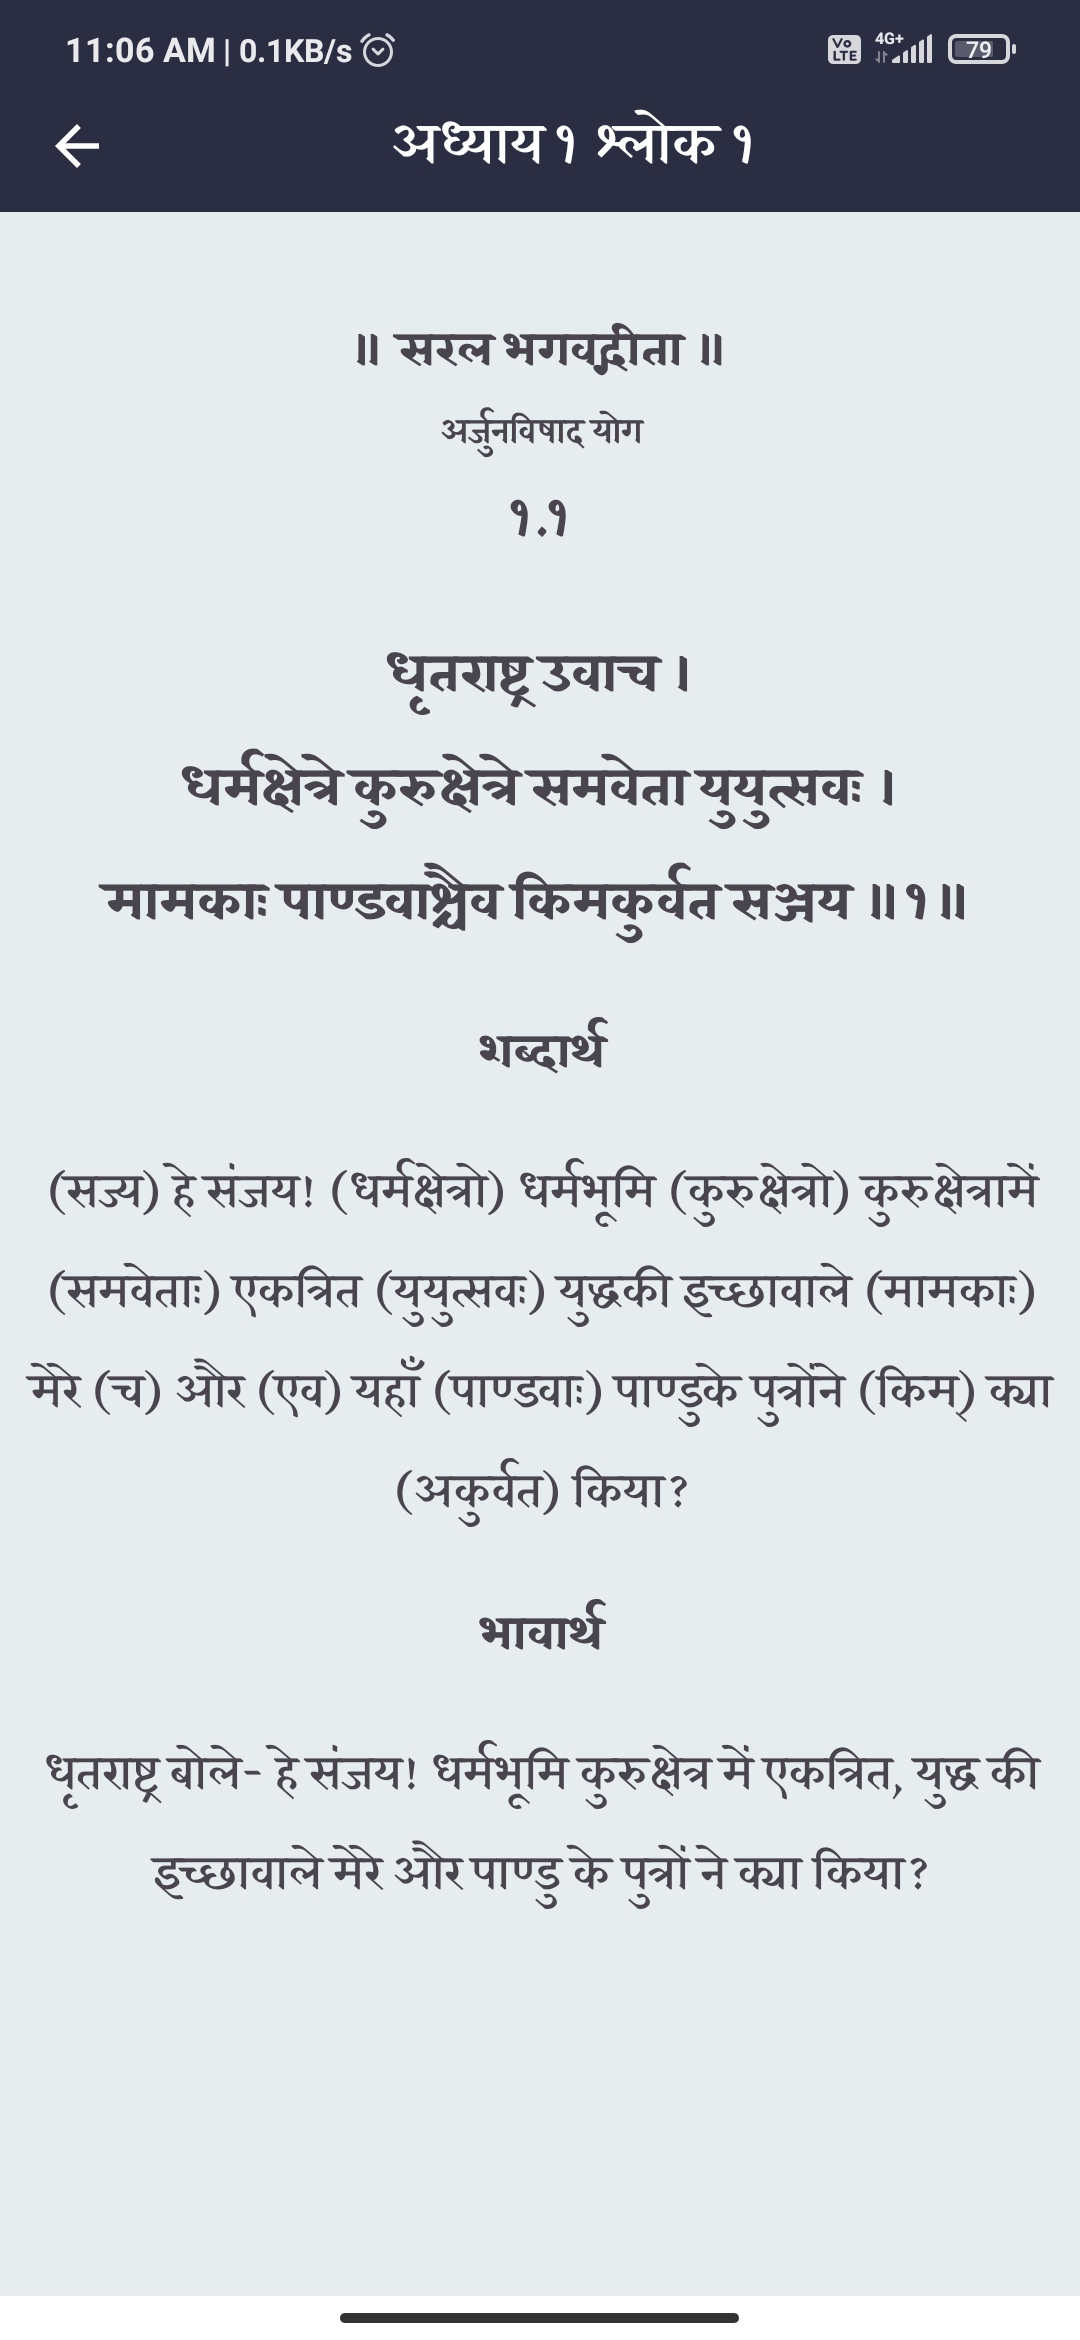 11:06 AM | 0.1KB/s
Vo LTE 4G+ 79
अध्याय १ श्लोक १
॥ सरल भगवद्गीता ॥
अर्जुनविषाद योग
१.१
धृतराष्ट्र उवाच ।
धर्मक्षेत्रे कुरुक्षेत्रे समवेता युयुत्सवः ।
मामकाः पाण्डवाश्चैव किमकुर्वत सञ्जय ॥१॥
शब्दार्थ
(सज्य) हे संजय! (धर्मक्षेत्रो) धर्मभूमि (कुरुक्षेत्रो) कुरुक्षेत्रामें
(समवेताः) एकत्रित (युयुत्सवः) युद्धकी इच्छावाले (मामकाः)
मेरे (च) और (एव) यहाँ (पाण्डवाः) पाण्डुके पुत्रोंने (किम्) क्या
(अकुर्वत) किया?
भावार्थ
धृतराष्ट्र बोले- हे संजय! धर्मभूमि कुरुक्षेत्र में एकत्रित, युद्ध की
इच्छावाले मेरे और पाण्डु के पुत्रों ने क्या किया?